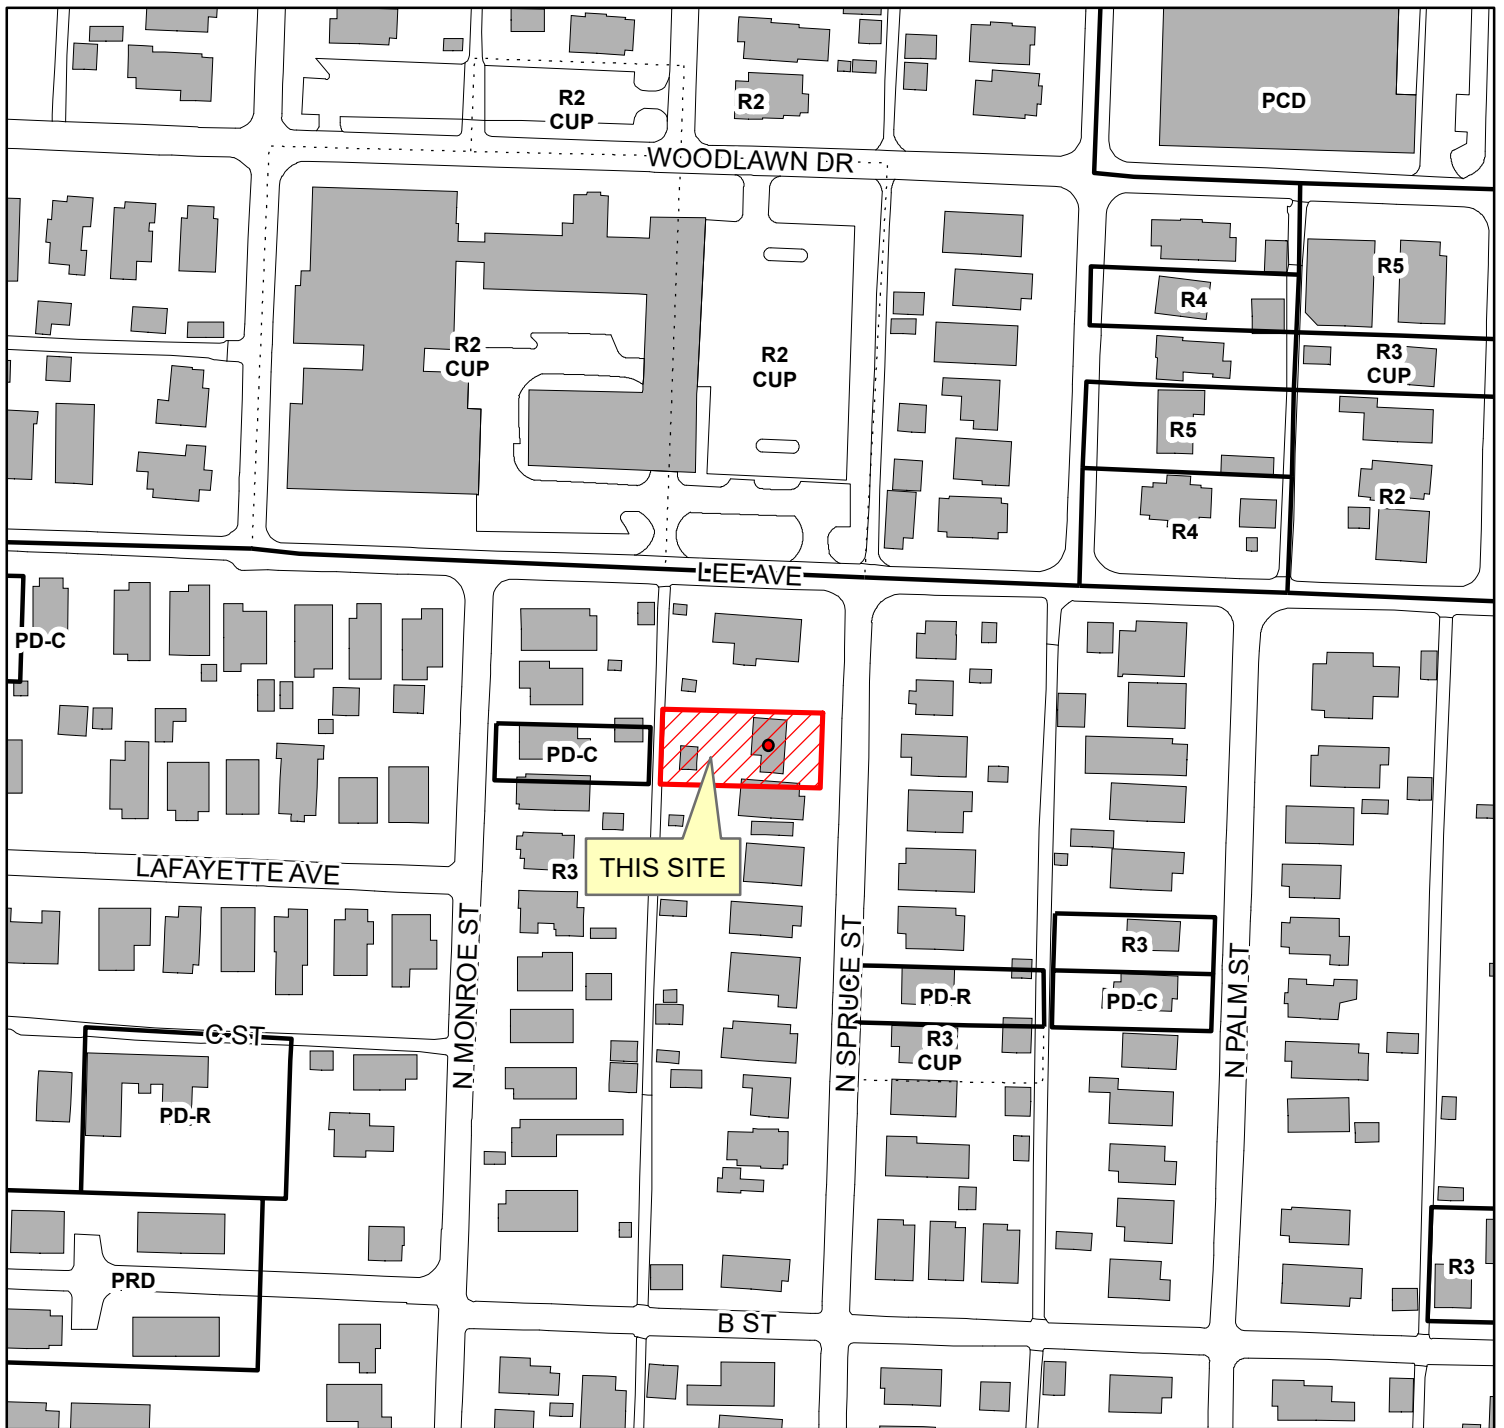 R2
CUP
R2
PCD
WOODLAWN DR
R5
R4
R2
CUP
R2
CUP
R3
CUP
R5
R2
R4
LEE AVE
PD-C
PD-C
THIS SITE
R3
LAFAYETTE AVE
N MONROE ST
N SPRUCE ST
N PALM ST
R3
PD-R
PD-C
C ST
R3
CUP
PD-R
PRD
R3
B ST